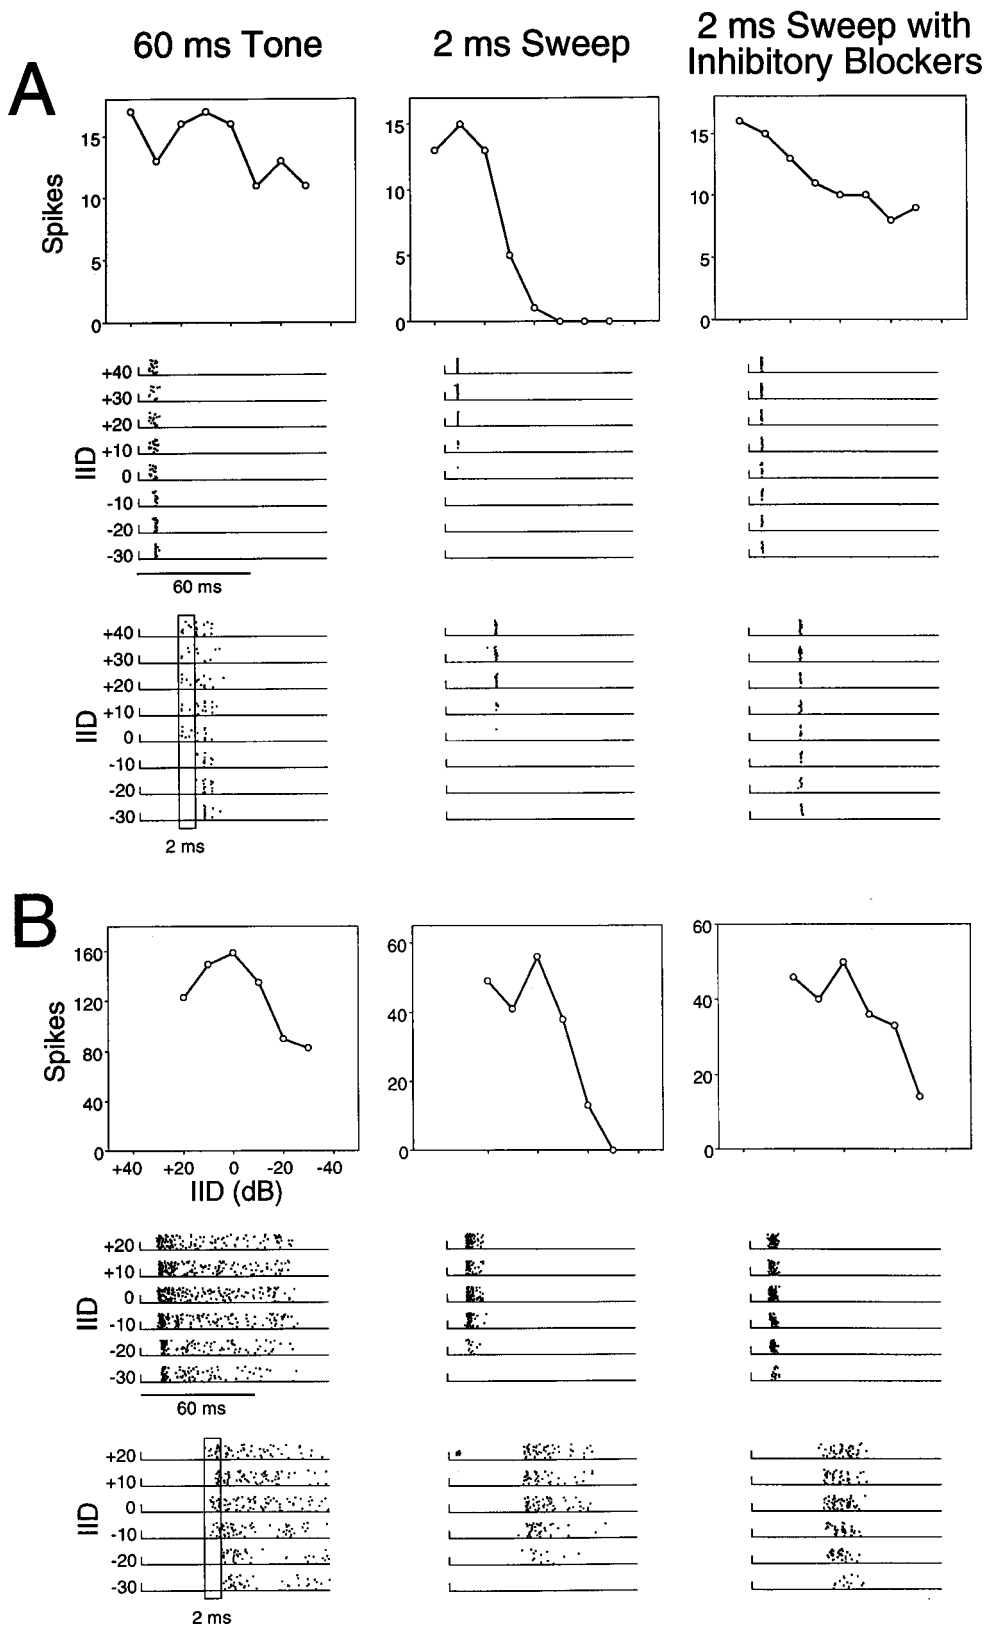 60 ms Tone
2 ms Sweep
2 ms Sweep with
Inhibitory Blockers
A
Spikes
15
10
5
0
15
10
5
0
15
10
5
0
IID
+40
+30
+20
+10
0
-10
-20
-30
60 ms
IID
+40
+30
+20
+10
0
-10
-20
-30
2 ms
B
Spikes
160
120
80
40
0
+40 +20 0 -20 -40
IID (dB)
60
40
20
0
60
40
20
0
IID
+20
+10
0
-10
-20
-30
60 ms
IID
+20
+10
0
-10
-20
-30
2 ms